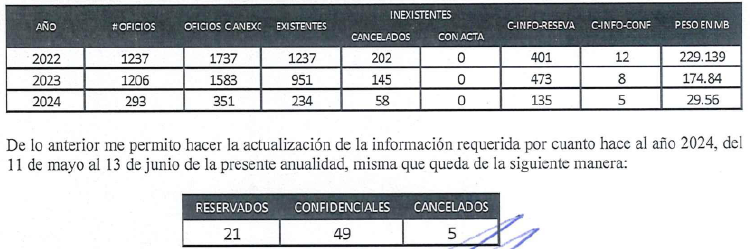 AÑO # OFICIOS OFICIOS C ANEXC EXISTENTES INEXISTENTES C-INFO-RESEVA C-INFO-CONF PESO EN MB
CANCELADOS CON ACTA
2022 1237 1737 1237 202 0 401 12 229.139
2023 1206 1583 951 145 0 473 8 174.84
2024 293 351 234 58 0 135 5 29.56
De lo anterior me permito hacer la actualización de la información requerida por cuanto hace al año 2024, del
11 de mayo al 13 de junio de la presente anualidad, misma que queda de la siguiente manera:
RESERVADOS CONFIDENCIALES CANCELADOS
21 49 5